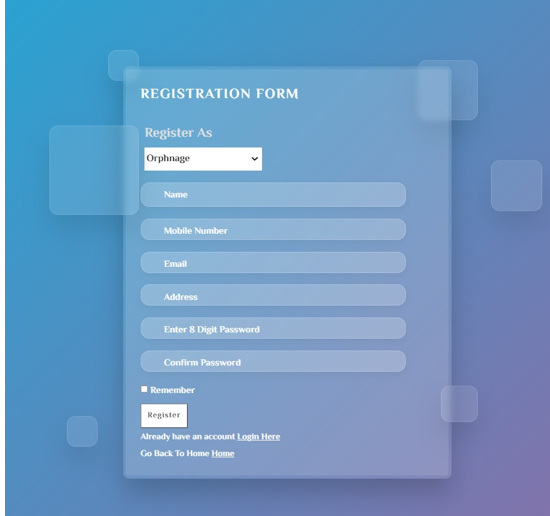 REGISTRATION FORM
Register As
Orphnage
Name
Mobile Number
Email
Address
Enter 8 Digit Password
Confirm Password
Remember
Register
Already have an account Login Here
Go Back To Home Home